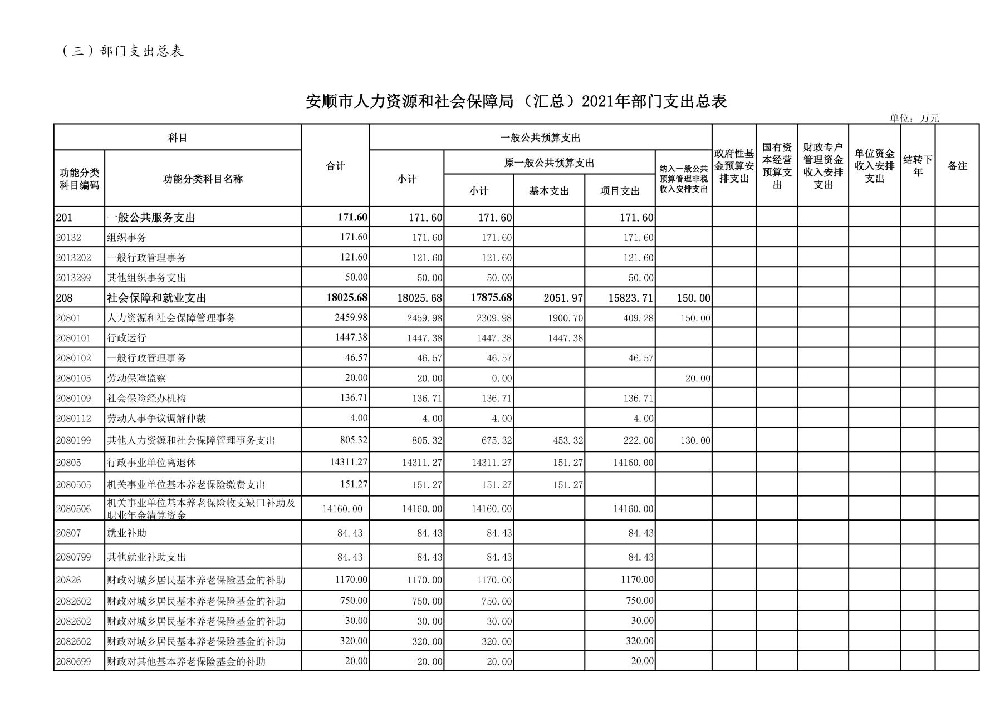 （三）部门支出总表
安顺市人力资源和社会保障局 （汇总）2021年部门支出总表
单位：万元
科目 合计 一般公共预算支出 政府性基金预算安排支出 国有资本经营预算支出 财政专户管理资金收入安排支出 单位资金收入安排支出 结转下年 备注
功能分类科目编码 功能分类科目名称 小计 原一般公共预算支出 纳入一般公共预算管理非税收入安排支出
小计 基本支出 项目支出
201 一般公共服务支出 171.60 171.60 171.60 171.60
20132 组织事务 171.60 171.60 171.60 171.60
2013202 一般行政管理事务 121.60 121.60 121.60 121.60
2013299 其他组织事务支出 50.00 50.00 50.00 50.00
208 社会保障和就业支出 18025.68 18025.68 17875.68 2051.97 15823.71 150.00
20801 人力资源和社会保障管理事务 2459.98 2459.98 2309.98 1900.70 409.28 150.00
2080101 行政运行 1447.38 1447.38 1447.38 1447.38
2080102 一般行政管理事务 46.57 46.57 46.57 46.57
2080105 劳动保障监察 20.00 20.00 0.00 20.00
2080109 社会保险经办机构 136.71 136.71 136.71 136.71
2080112 劳动人事争议调解仲裁 4.00 4.00 4.00 4.00
2080199 其他人力资源和社会保障管理事务支出 805.32 805.32 675.32 453.32 222.00 130.00
20805 行政事业单位离退休 14311.27 14311.27 14311.27 151.27 14160.00
2080505 机关事业单位基本养老保险缴费支出 151.27 151.27 151.27 151.27
2080506 机关事业单位基本养老保险收支缺口补助及职业年金清算资金 14160.00 14160.00 14160.00 14160.00
20807 就业补助 84.43 84.43 84.43 84.43
2080799 其他就业补助支出 84.43 84.43 84.43 84.43
20826 财政对城乡居民基本养老保险基金的补助 1170.00 1170.00 1170.00 1170.00
2082602 财政对城乡居民基本养老保险基金的补助 750.00 750.00 750.00 750.00
2082602 财政对城乡居民基本养老保险基金的补助 30.00 30.00 30.00 30.00
2082602 财政对城乡居民基本养老保险基金的补助 320.00 320.00 320.00 320.00
2080699 财政对其他基本养老保险基金的补助 20.00 20.00 20.00 20.00